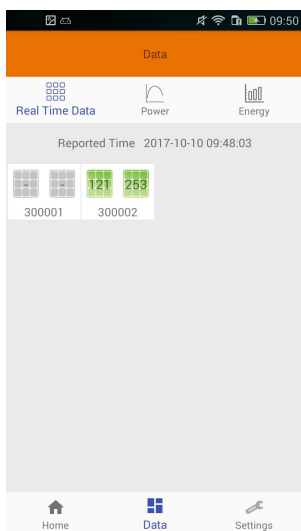 09:50
Data
Real Time Data
Power
Energy
Reported Time 2017-10-10 09:48:03
- - 121 253
300001 300002
Home
Data
Settings